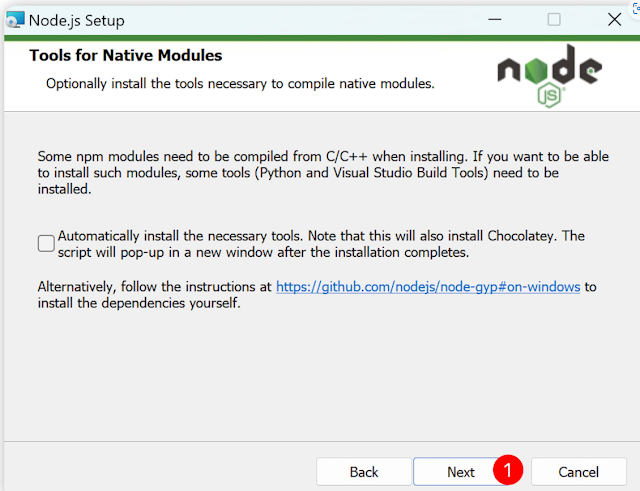 Node.js Setup
Tools for Native Modules
Optionally install the tools necessary to compile native modules.
node
JS
Some npm modules need to be compiled from C/C++ when installing. If you want to be able
to install such modules, some tools (Python and Visual Studio Build Tools) need to be
installed.
Automatically install the necessary tools. Note that this will also install Chocolatey. The
script will pop-up in a new window after the installation completes.
Alternatively, follow the instructions at https://github.com/nodejs/node-gyp#on-windows to
install the dependencies yourself.
Back Next 1 Cancel